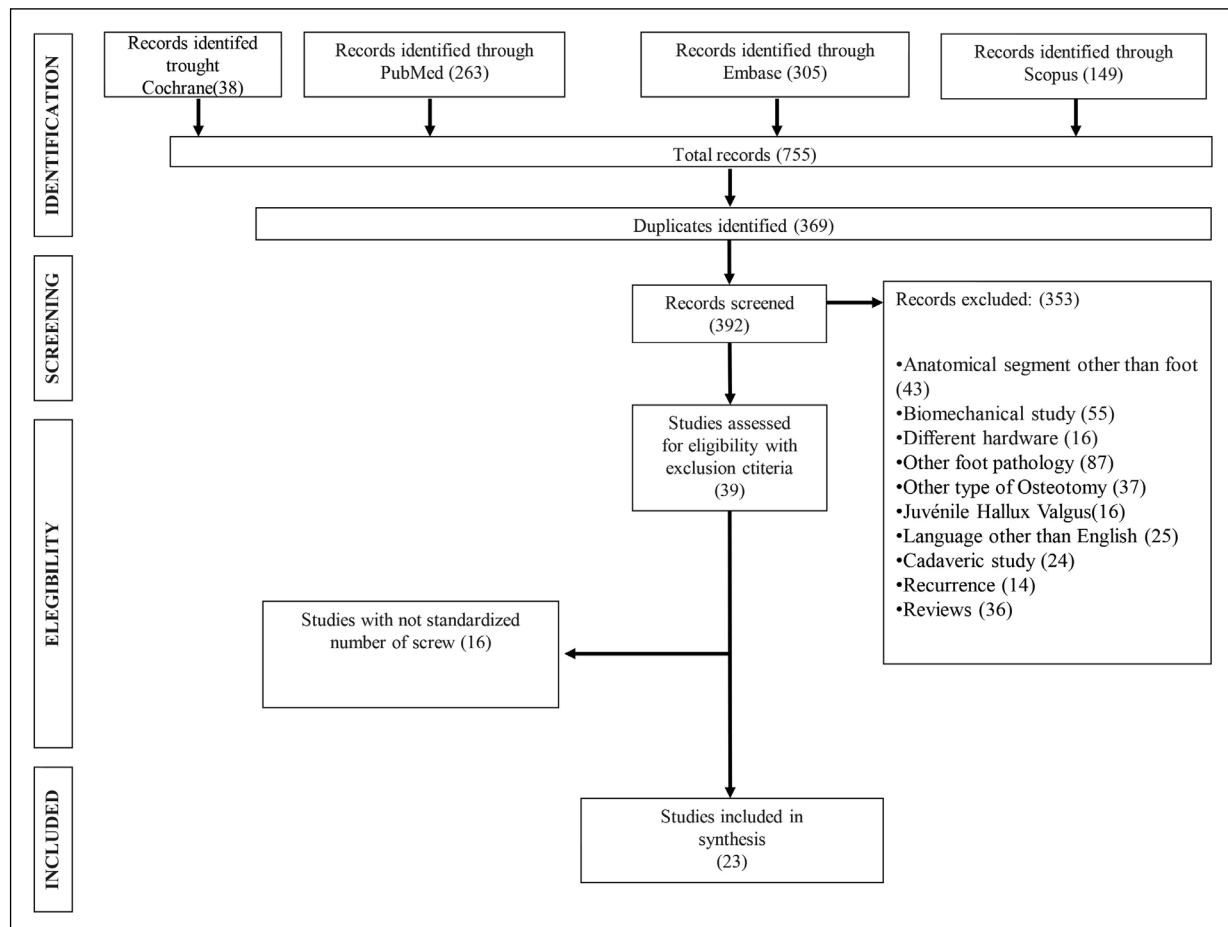 IDENTIFICATION
Records identifed
trought
Cochrane(38)
Records identified through
PubMed (263)
Records identified through
Embase (305)
Records identified through
Scopus (149)
Total records (755)
Duplicates identified (369)
SCREENING
Records screened
(392)
Records excluded: (353)
•Anatomical segment other than foot
(43)
•Biomechanical study (55)
•Different hardware (16)
•Other foot pathology (87)
•Other type of Osteotomy (37)
•Juvénile Hallux Valgus(16)
•Language other than English (25)
•Cadaveric study (24)
•Recurrence (14)
•Reviews (36)
ELEGIBILITY
Studies assessed
for eligibility with
exclusion ctiteria
(39)
Studies with not standardized
number of screw (16)
INCLUDED
Studies included in
synthesis
(23)